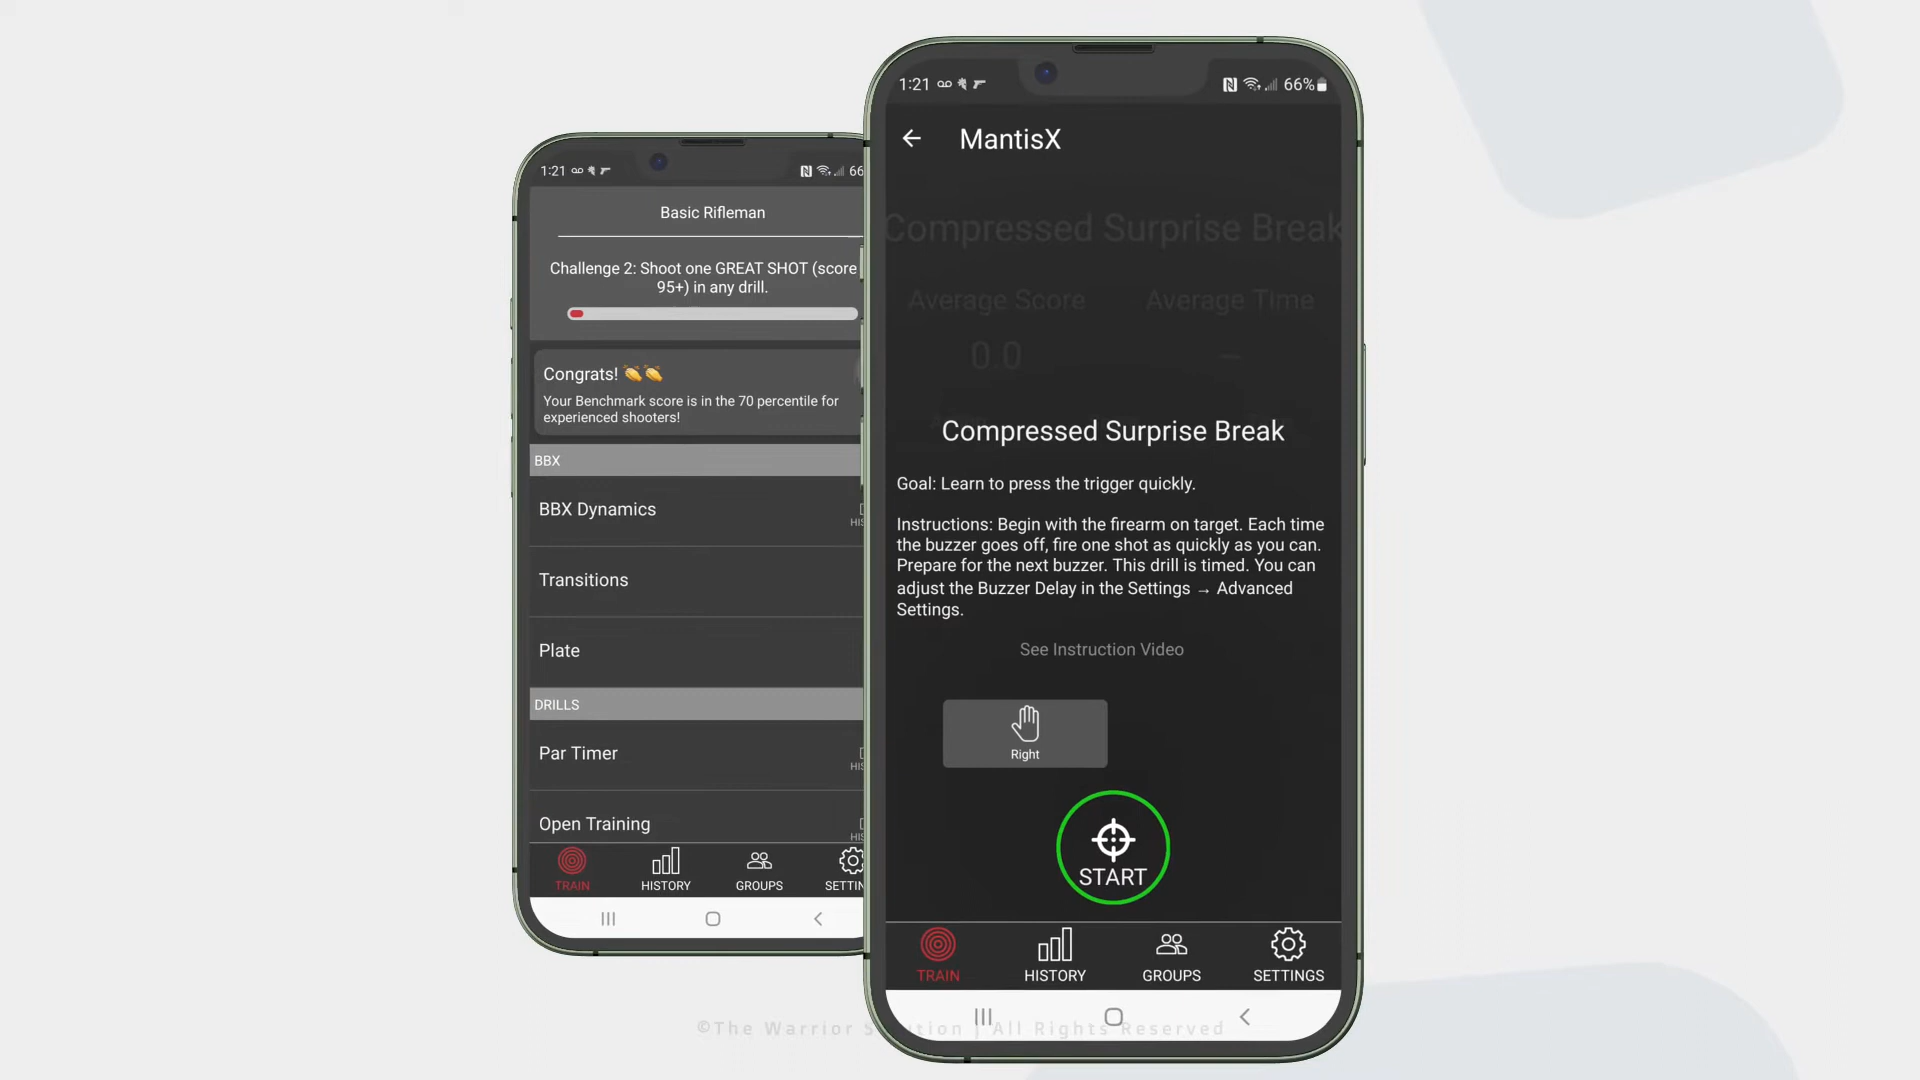 1:21
66
Basic Rifleman
Challenge 2: Shoot one GREAT SHOT (score
95+) in any drill.
Congrats! 👏👏
Your Benchmark score is in the 70 percentile for
experienced shooters!
BBX
BBX Dynamics
HIS
Transitions
Plate
DRILLS
Par Timer
HIS
Open Training
HIS
TRAIN
HISTORY
GROUPS
SETTIN
1:21
66%
MantisX
Compressed Surprise Break
Average Score
Average Time
0.0
--
Compressed Surprise Break
Goal: Learn to press the trigger quickly.
Instructions: Begin with the firearm on target. Each time
the buzzer goes off, fire one shot as quickly as you can.
Prepare for the next buzzer. This drill is timed. You can
adjust the Buzzer Delay in the Settings → Advanced
Settings.
See Instruction Video
Right
START
TRAIN
HISTORY
GROUPS
SETTINGS
©The Warrior Solution | All Rights Reserved